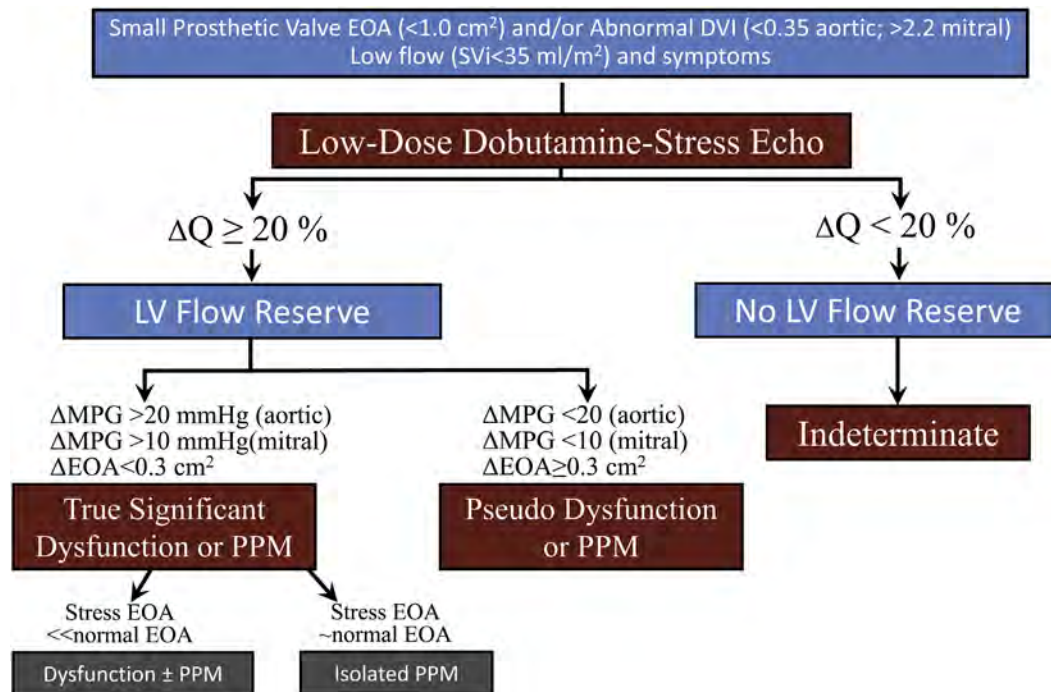 Small Prosthetic Valve EOA (<1.0 cm²) and/or Abnormal DVI (<0.35 aortic; >2.2 mitral)
Low flow (SVi<35 ml/m²) and symptoms
Low-Dose Dobutamine-Stress Echo
ΔQ ≥ 20 %
ΔQ < 20 %
LV Flow Reserve
No LV Flow Reserve
ΔMPG >20 mmHg (aortic)
ΔMPG >10 mmHg(mitral)
ΔEOA<0.3 cm²
ΔMPG <20 (aortic)
ΔMPG <10 (mitral)
ΔEOA≥0.3 cm²
Indeterminate
True Significant
Dysfunction or PPM
Pseudo Dysfunction
or PPM
Stress EOA
<<normal EOA
Stress EOA
~normal EOA
Dysfunction ± PPM
Isolated PPM